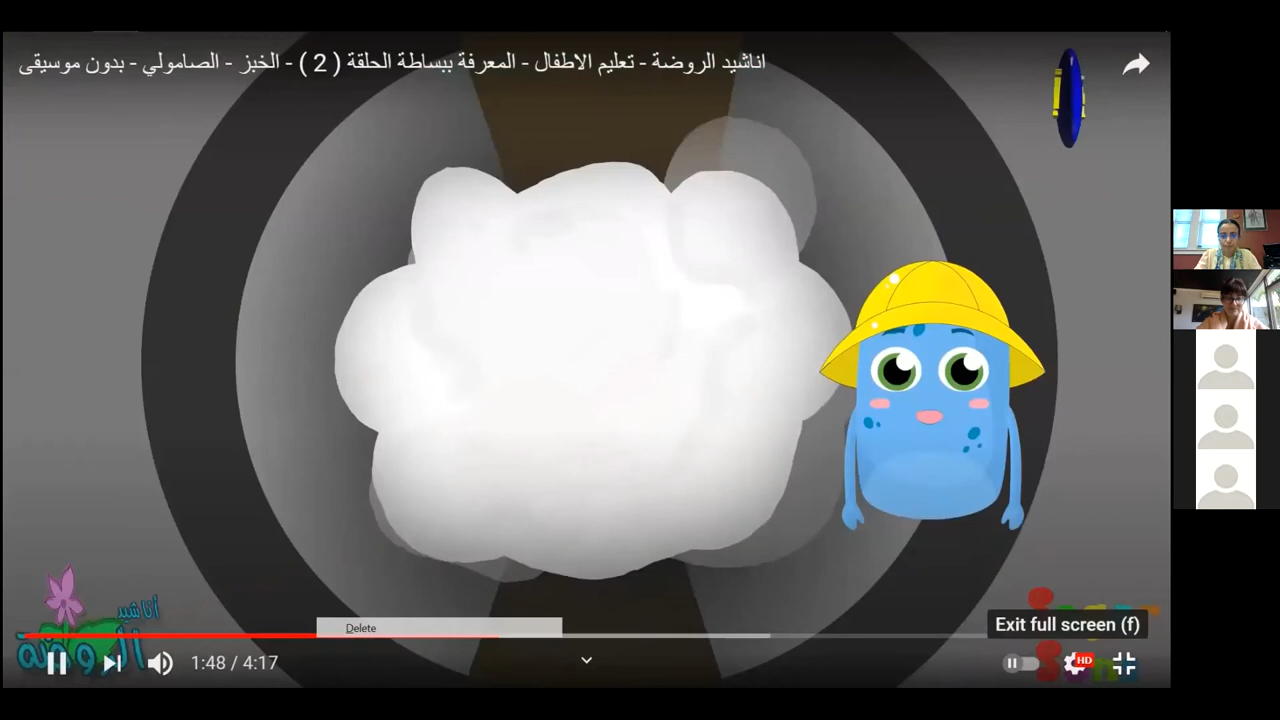 اناشيد الروضة - تعليم الاطفال - المعرفة ببساطة الحلقة ( 2 ) - الخبز - الصامولي - بدون موسيقى
أناشيد
الروضة
Delete
Exit full screen (f)
1:48 / 4:17
HD